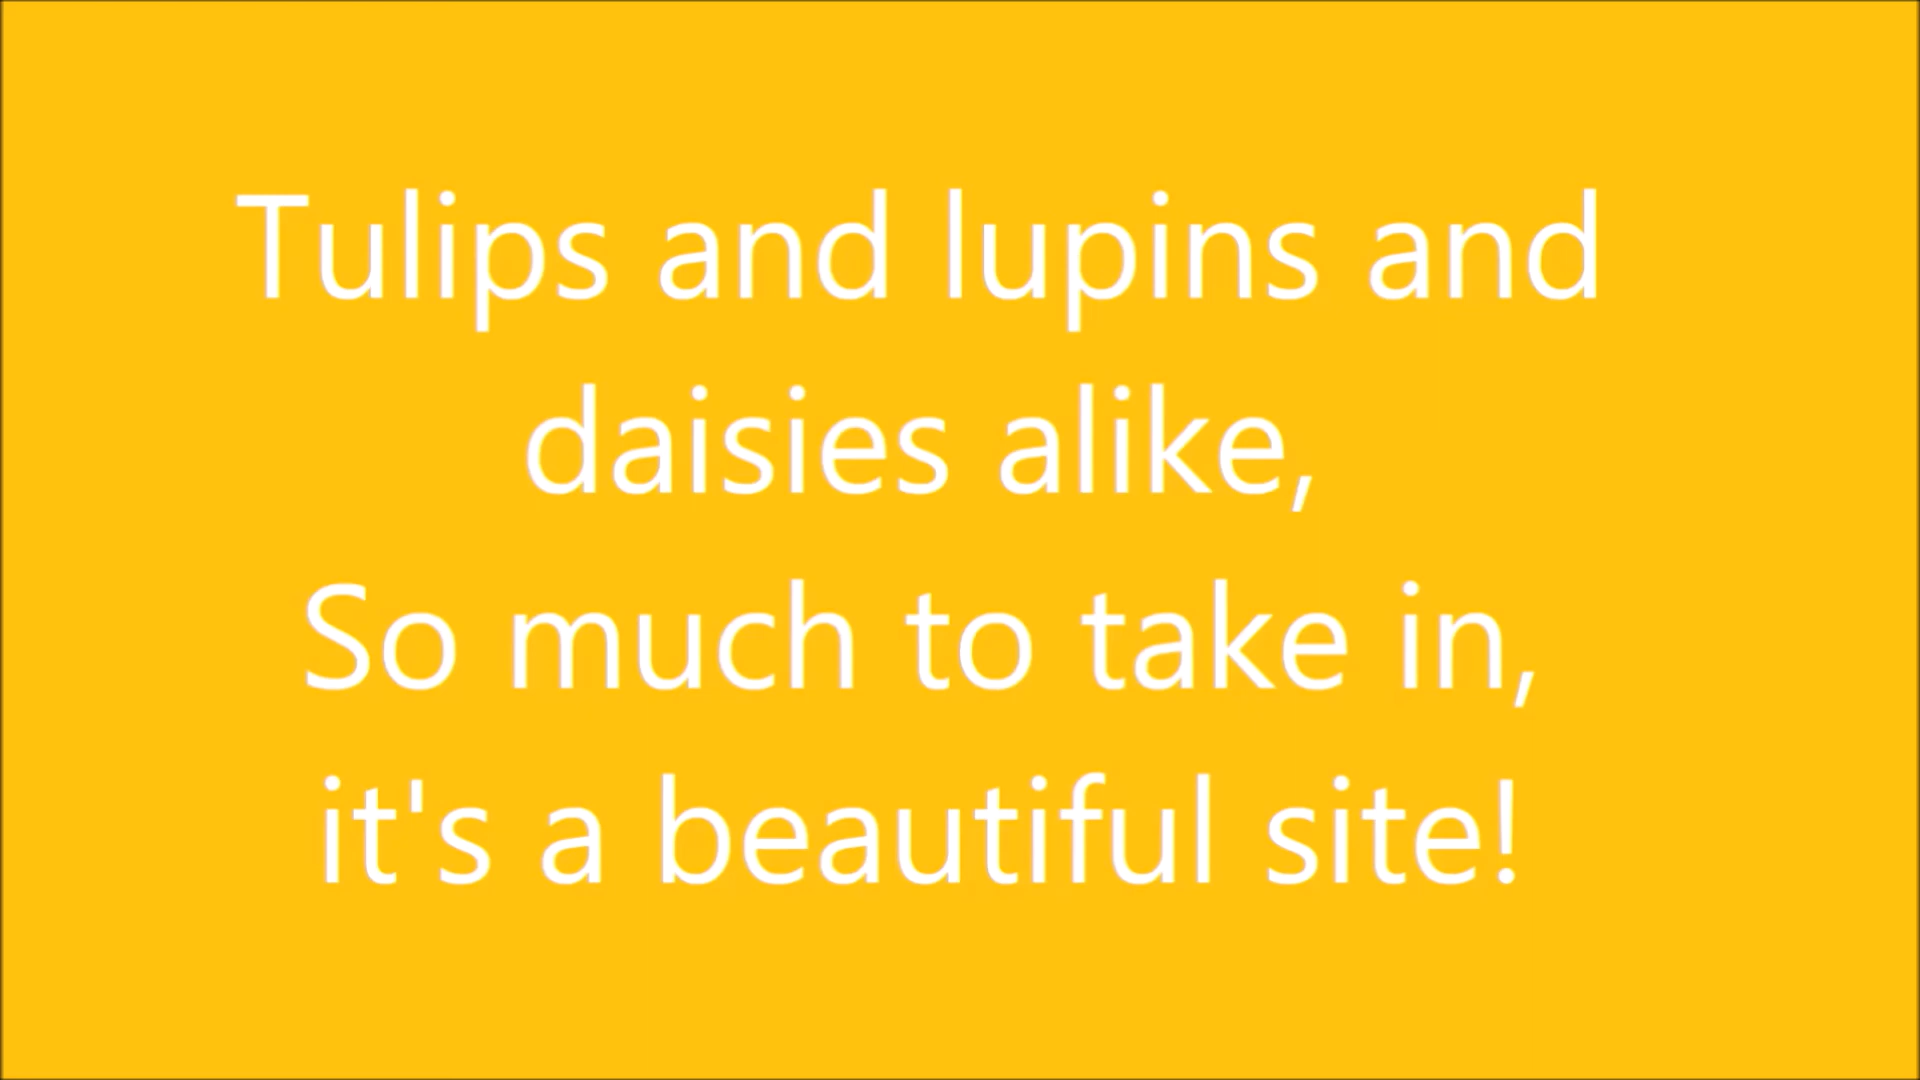 Tulips and lupins and
daisies alike,
So much to take in,
it's a beautiful site!